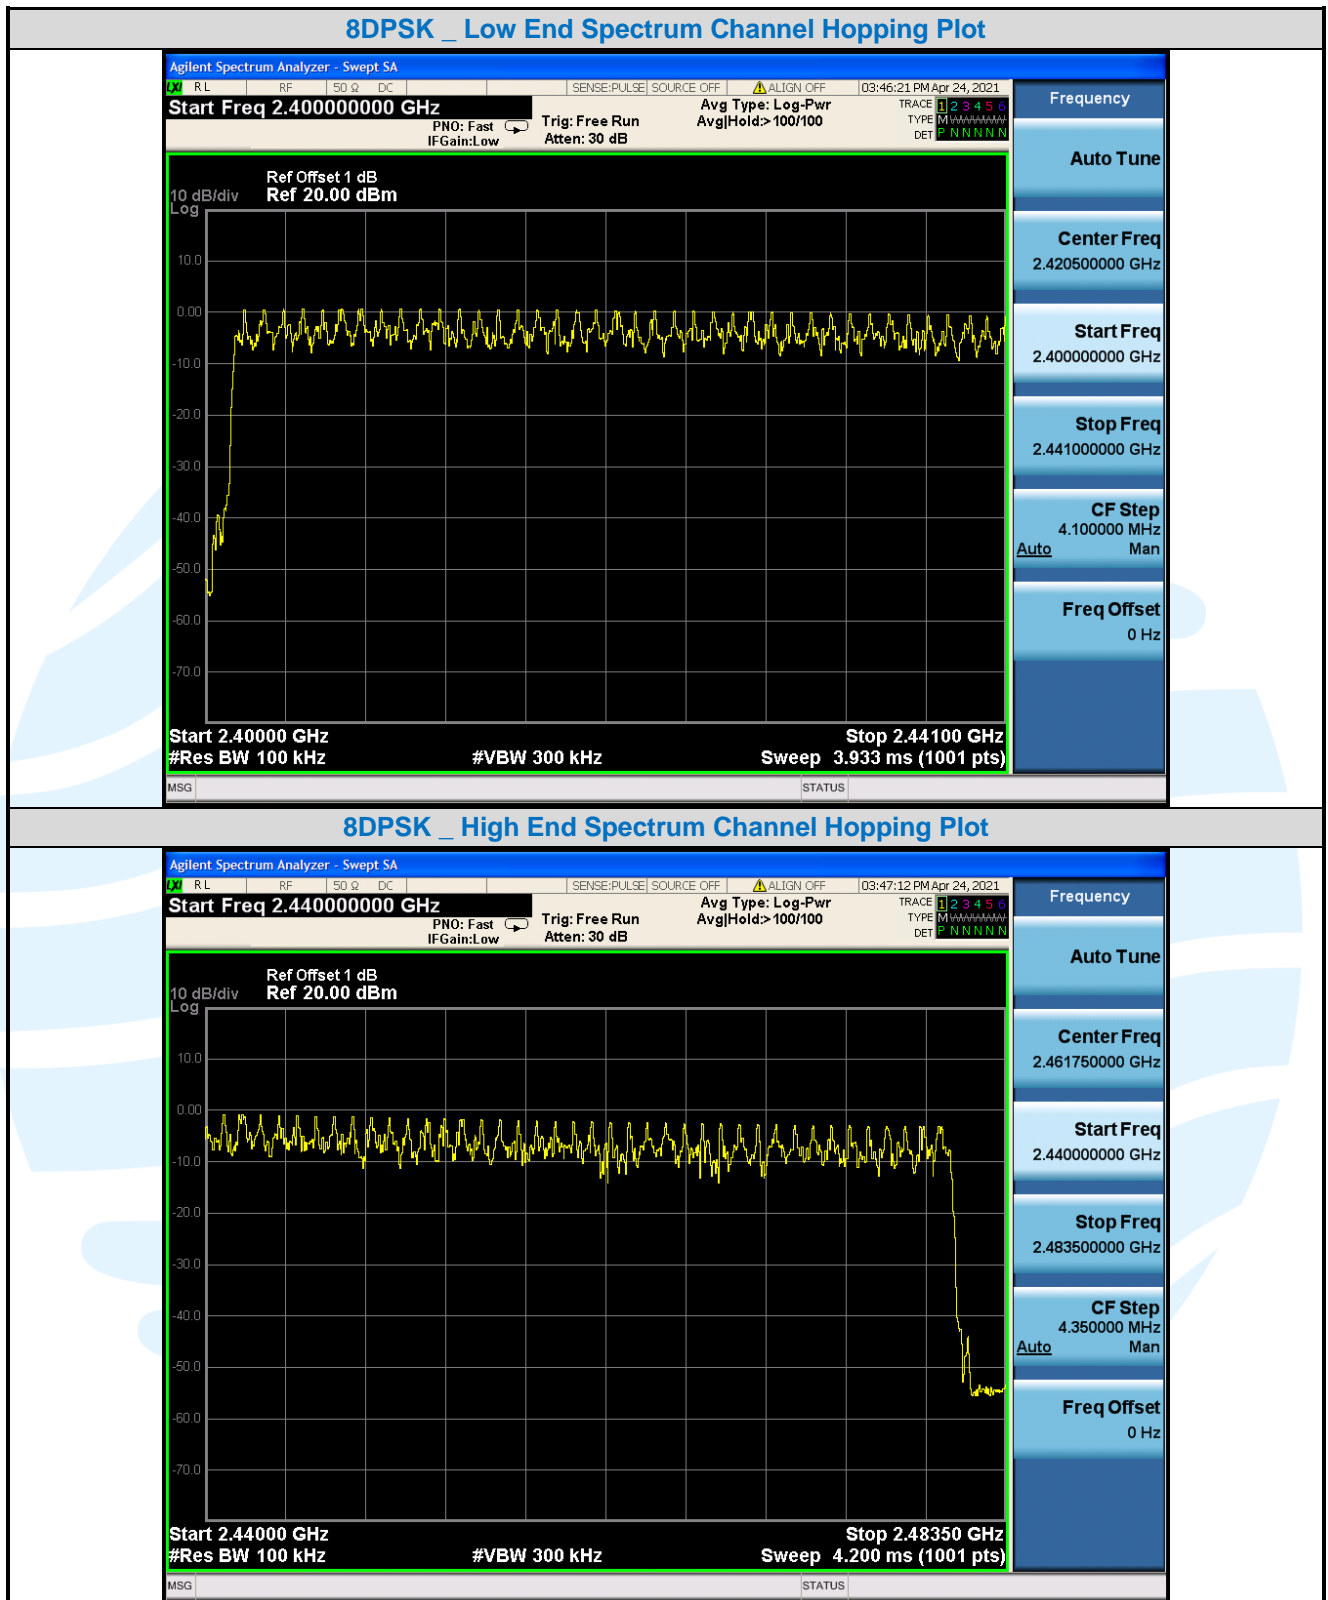 8DPSK _ Low End Spectrum Channel Hopping Plot
Agilent Spectrum Analyzer - Swept SA
LXI RL RF 50 Ω DC SENSE:PULSE SOURCE OFF ALIGN OFF 03:46:21 PM Apr 24, 2021
Start Freq 2.400000000 GHz
PNO: Fast
IFGain:Low
Trig: Free Run
Atten: 30 dB
Avg Type: Log-Pwr
Avg|Hold:>100/100
TRACE 1 2 3 4 5 6
TYPE M
DET P N N N N N
Ref Offset 1 dB
10 dB/div Ref 20.00 dBm
Log
10.0
0.00
-10.0
-20.0
-30.0
-40.0
-50.0
-60.0
-70.0
Start 2.40000 GHz Stop 2.44100 GHz
#Res BW 100 kHz #VBW 300 kHz Sweep 3.933 ms (1001 pts)
MSG STATUS
Frequency
Auto Tune
Center Freq
2.420500000 GHz
Start Freq
2.400000000 GHz
Stop Freq
2.441000000 GHz
CF Step
4.100000 MHz
Auto Man
Freq Offset
0 Hz
8DPSK _ High End Spectrum Channel Hopping Plot
Agilent Spectrum Analyzer - Swept SA
LXI RL RF 50 Ω DC SENSE:PULSE SOURCE OFF ALIGN OFF 03:47:12 PM Apr 24, 2021
Start Freq 2.440000000 GHz
PNO: Fast
IFGain:Low
Trig: Free Run
Atten: 30 dB
Avg Type: Log-Pwr
Avg|Hold:>100/100
TRACE 1 2 3 4 5 6
TYPE M
DET P N N N N N
Ref Offset 1 dB
10 dB/div Ref 20.00 dBm
Log
10.0
0.00
-10.0
-20.0
-30.0
-40.0
-50.0
-60.0
-70.0
Start 2.44000 GHz Stop 2.48350 GHz
#Res BW 100 kHz #VBW 300 kHz Sweep 4.200 ms (1001 pts)
MSG STATUS
Frequency
Auto Tune
Center Freq
2.461750000 GHz
Start Freq
2.440000000 GHz
Stop Freq
2.483500000 GHz
CF Step
4.350000 MHz
Auto Man
Freq Offset
0 Hz